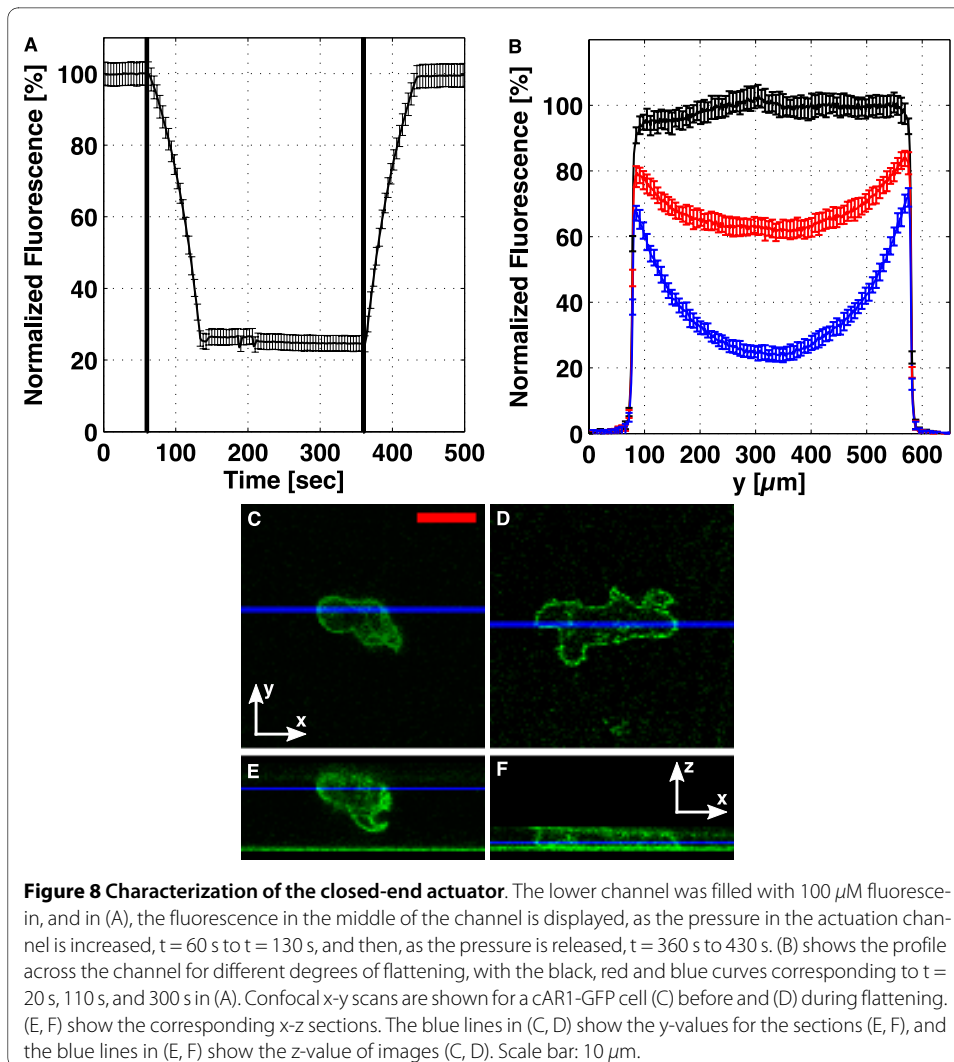 A
Normalized Fluorescence [%]
100
80
60
40
20
0
0 100 200 300 400 500
Time [sec]
B
Normalized Fluorescence [%]
100
80
60
40
20
0
0 100 200 300 400 500 600
y [µm]
C
y
x
D
E
F
z
x
Figure 8 Characterization of the closed-end actuator. The lower channel was filled with 100 µM fluoresce-
in, and in (A), the fluorescence in the middle of the channel is displayed, as the pressure in the actuation chan-
nel is increased, t = 60 s to t = 130 s, and then, as the pressure is released, t = 360 s to 430 s. (B) shows the profile
across the channel for different degrees of flattening, with the black, red and blue curves corresponding to t =
20 s, 110 s, and 300 s in (A). Confocal x-y scans are shown for a cAR1-GFP cell (C) before and (D) during flattening.
(E, F) show the corresponding x-z sections. The blue lines in (C, D) show the y-values for the sections (E, F), and
the blue lines in (E, F) show the z-value of images (C, D). Scale bar: 10 µm.